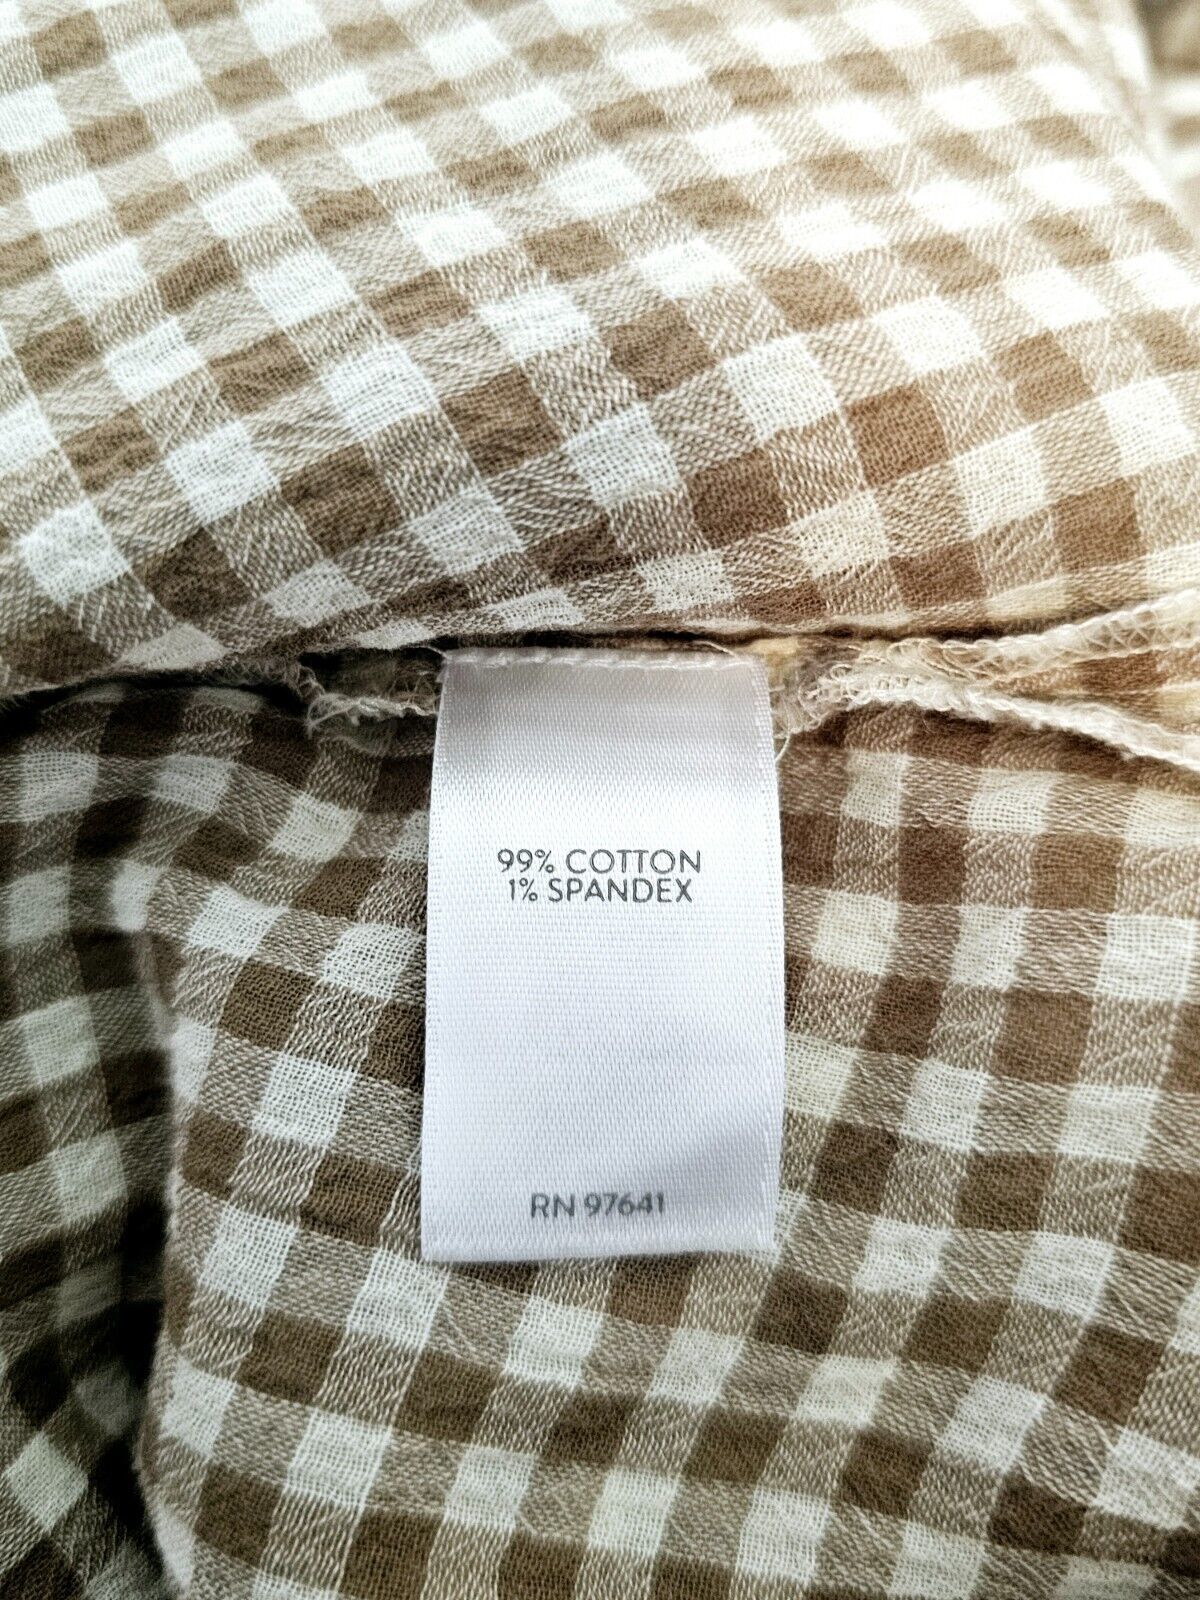 99% COTTON
1% SPANDEX
RN 97641